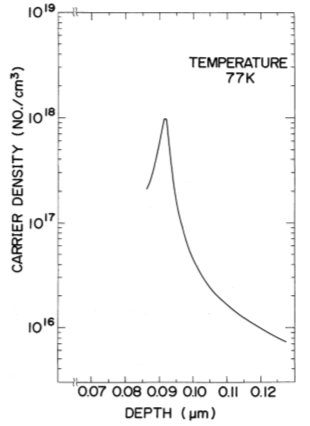 10¹⁹
TEMPERATURE
77K
10¹⁸
CARRIER DENSITY (NO./cm³)
10¹⁷
10¹⁶
0.07 0.08 0.09 0.10 0.11 0.12
DEPTH (μm)